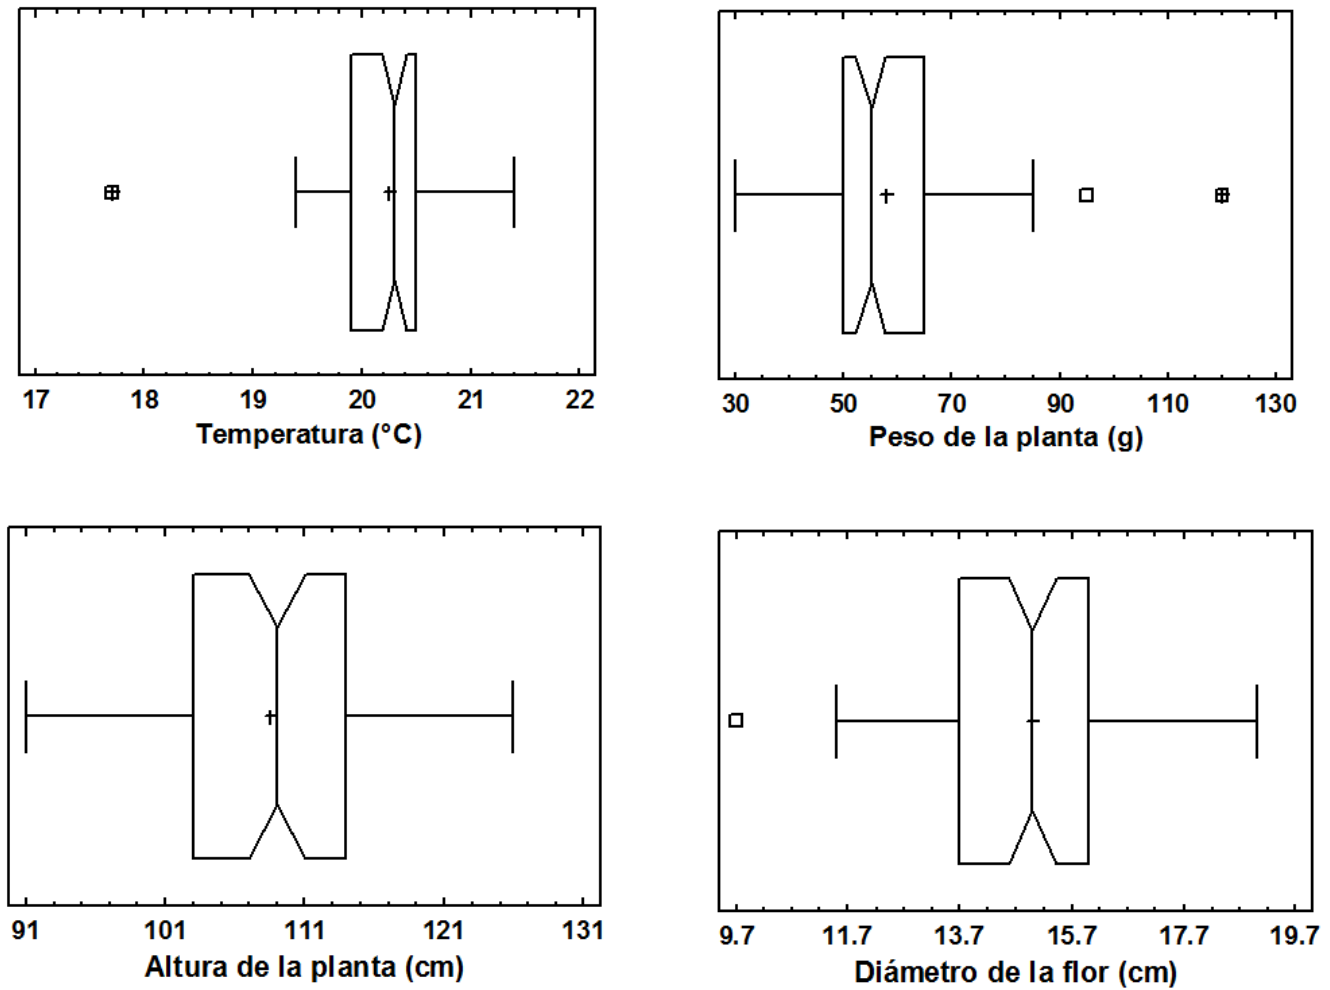 17 18 19 20 21 22
Temperatura (°C)
30 50 70 90 110 130
Peso de la planta (g)
91 101 111 121 131
Altura de la planta (cm)
9.7 11.7 13.7 15.7 17.7 19.7
Diámetro de la flor (cm)